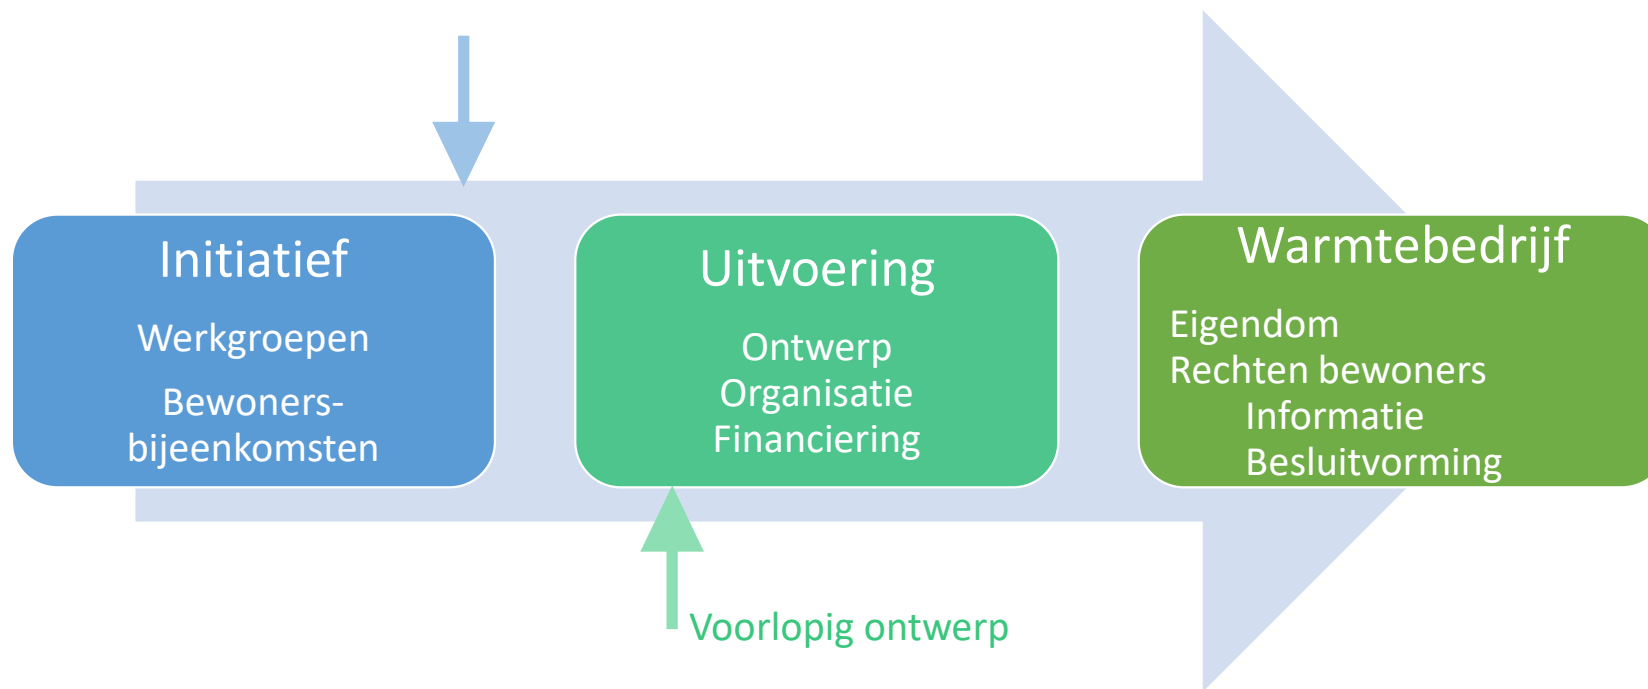 Initiatief
Werkgroepen
Bewoners-
bijeenkomsten
Uitvoering
Ontwerp
Organisatie
Financiering
Warmtebedrijf
Eigendom
Rechten bewoners
Informatie
Besluitvorming
Voorlopig ontwerp